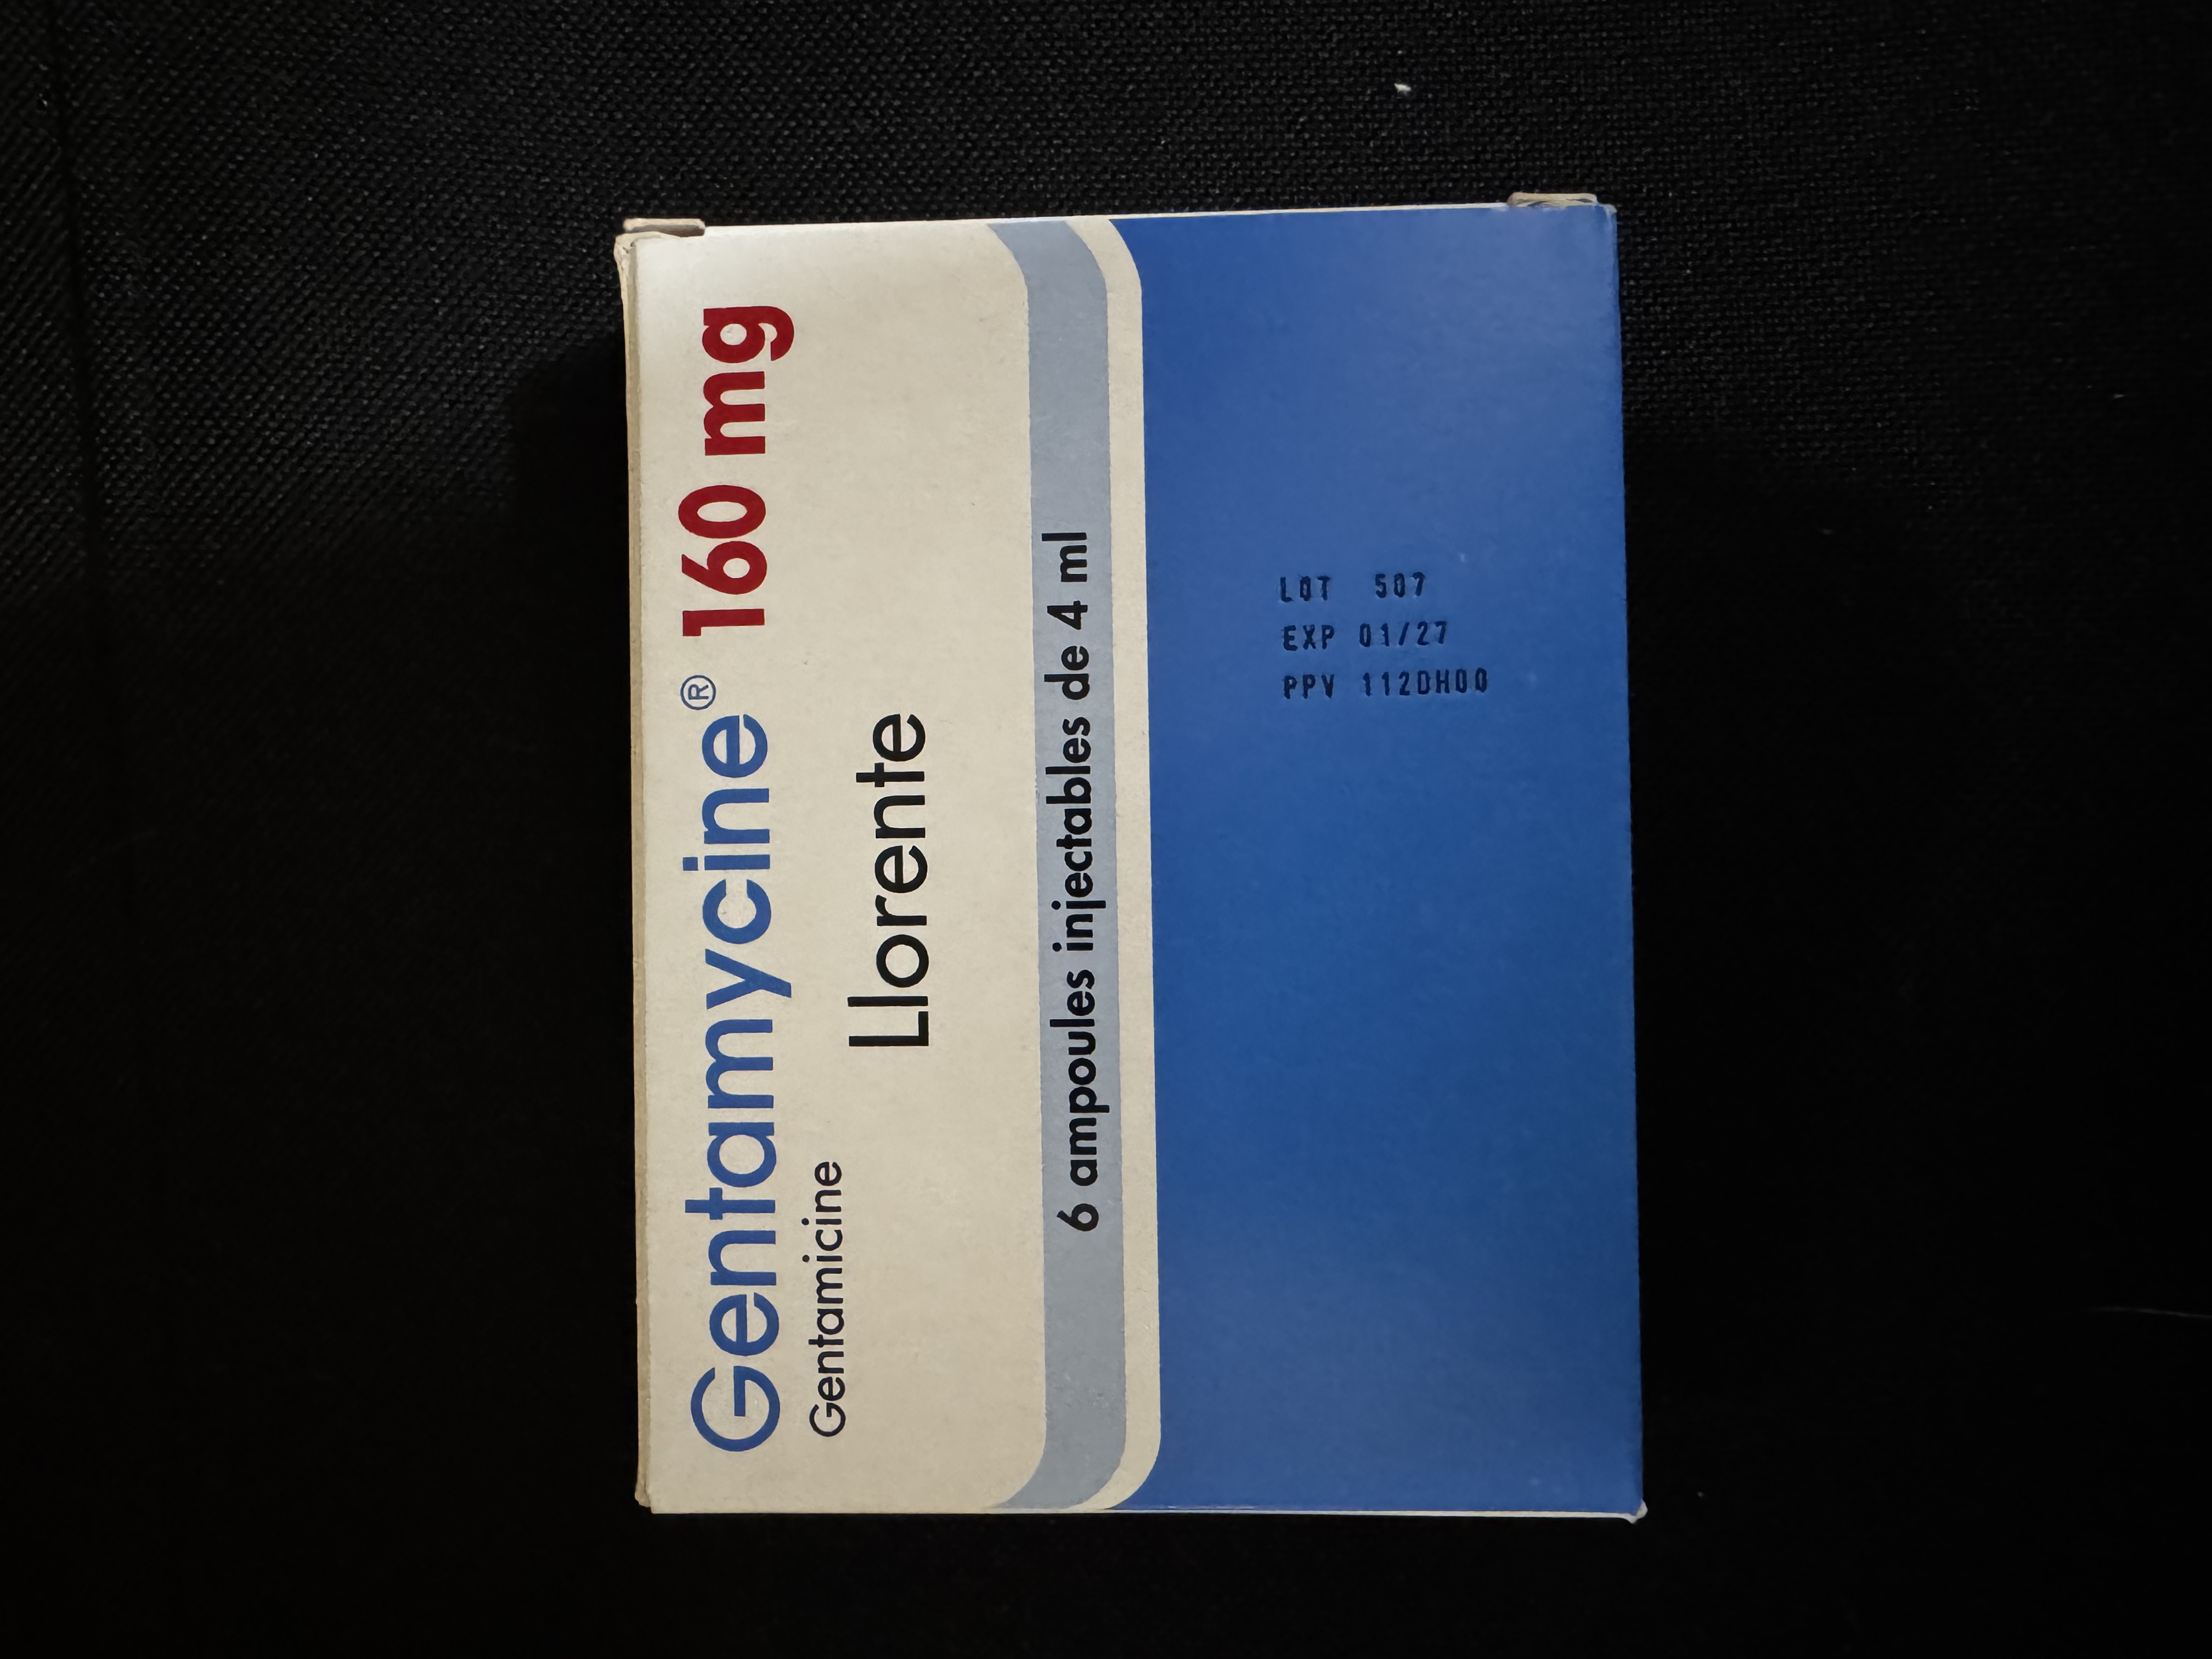 Gentamycine® 160 mg
Gentamicine
Llorente
6 ampoules injectables de 4 ml
LOT 507
EXP 01/27
PPV 112DH00